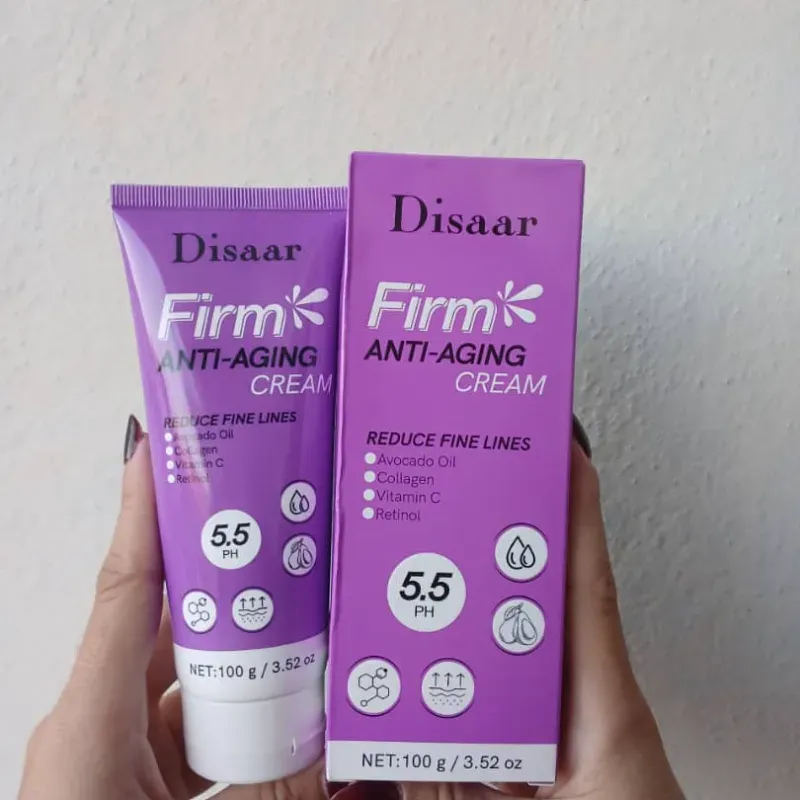 Disaar
Firm
ANTI-AGING
CREAM
REDUCE FINE LINES
Avocado Oil
Collagen
Vitamin C
Retinol
5.5
PH
NET:100 g / 3.52 oz
Disaar
Firm
ANTI-AGING
CREAM
REDUCE FINE LINES
Avocado Oil
Collagen
Vitamin C
Retinol
5.5
PH
NET:100 g / 3.52 oz